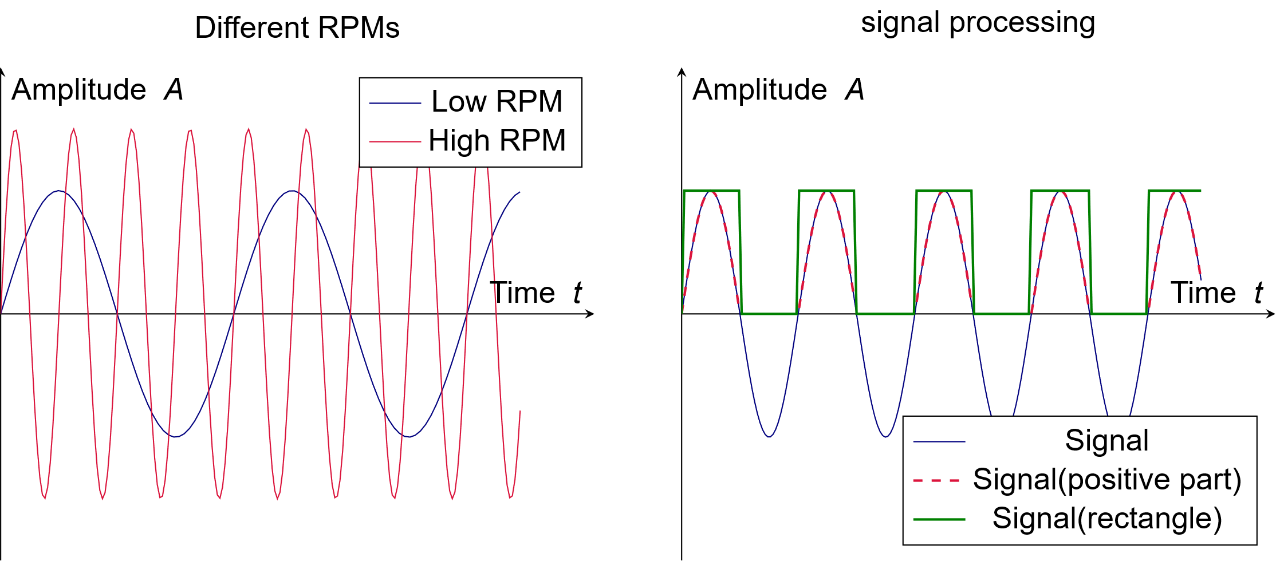 Different RPMs
Amplitude A
Low RPM
High RPM
Time t
signal processing
Amplitude A
Time t
Signal
Signal(positive part)
Signal(rectangle)